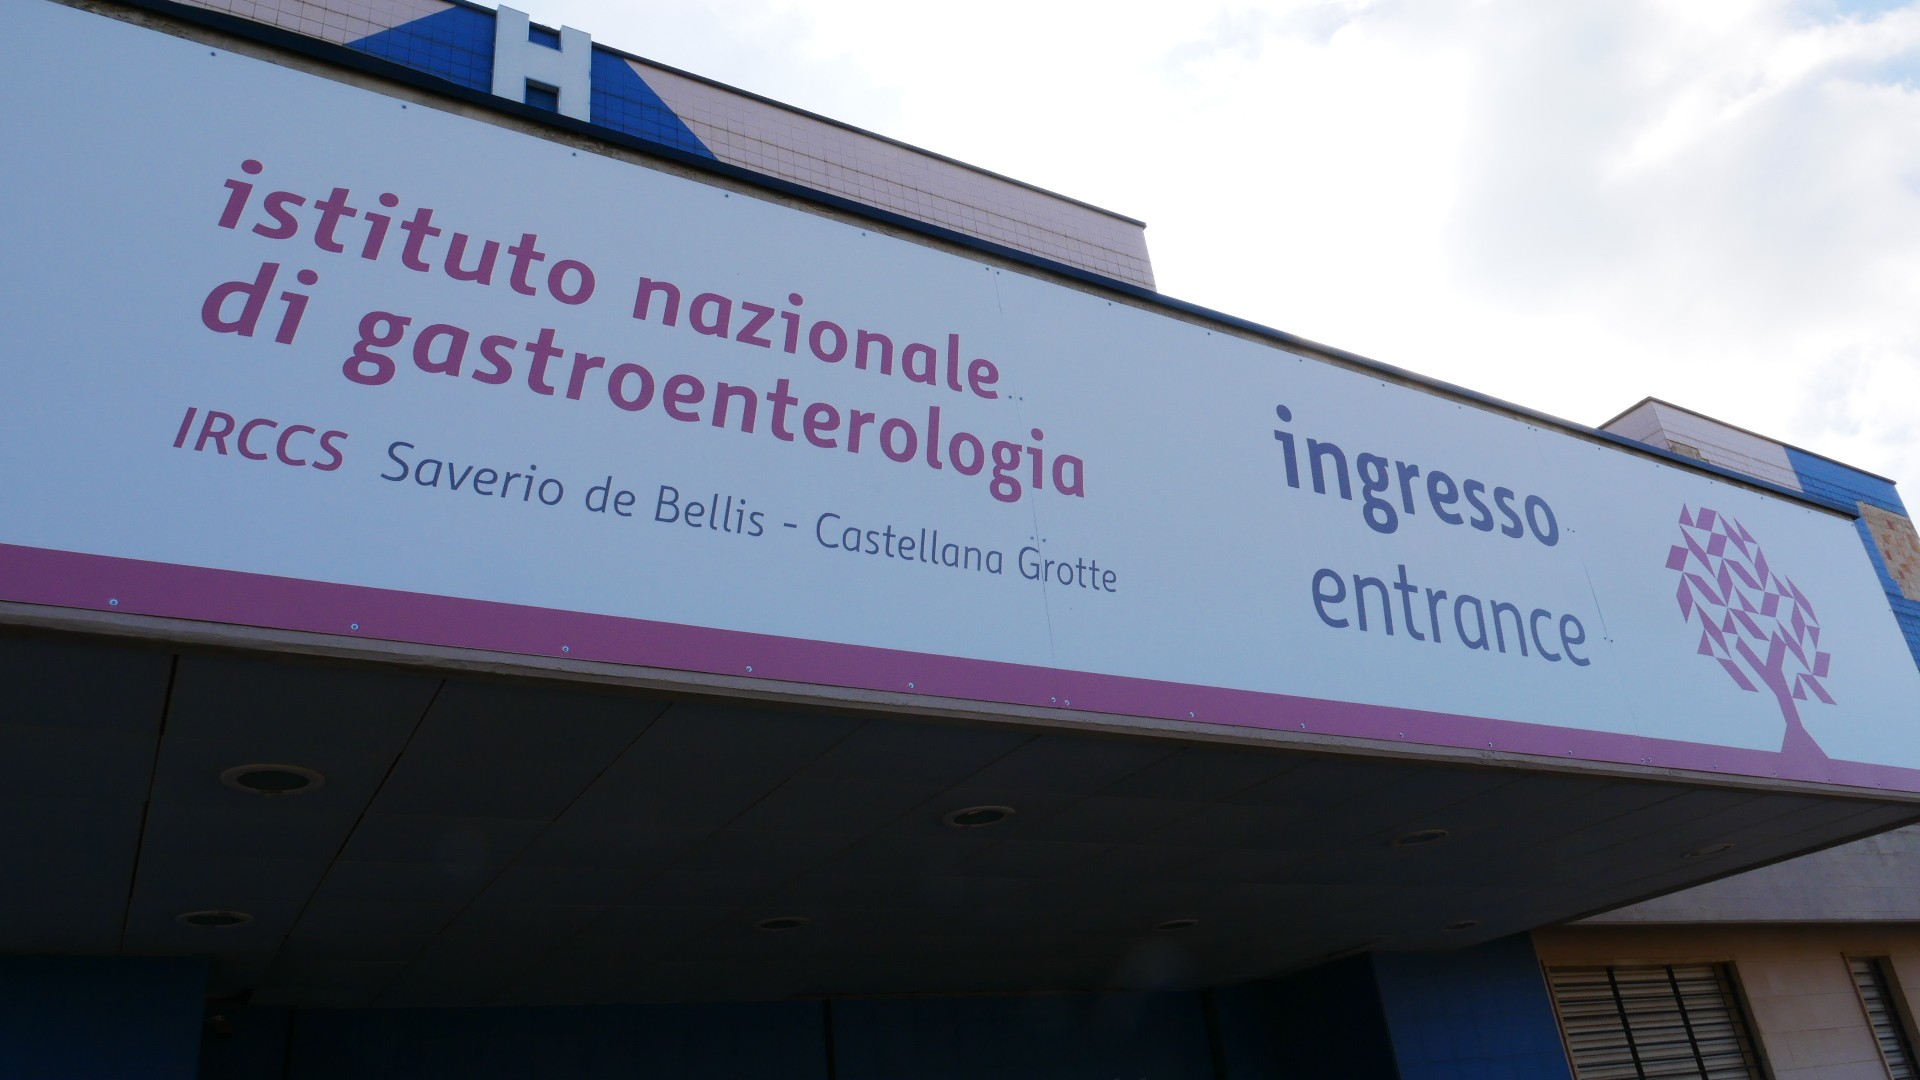 H
istituto nazionale
di gastroenterologia
IRCCS Saverio de Bellis - Castellana Grotte
ingresso
entrance